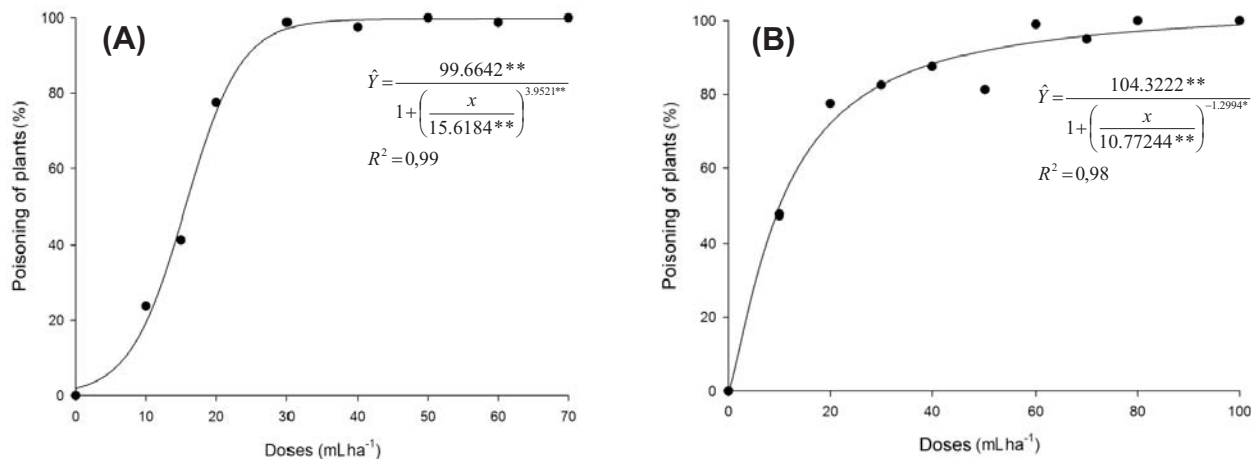 (A)
Poisoning of plants (%)
100
80
60
40
20
0
Ŷ = 99.6642** / 1 + (x / 15.6184**)^3.9521**
R² = 0,99
0 10 20 30 40 50 60 70
Doses (mL ha⁻¹)
(B)
Poisoning of plants (%)
100
80
60
40
20
0
Ŷ = 104.3222** / 1 + (x / 10.77244**)^−1.2994*
R² = 0,98
0 20 40 60 80 100
Doses (mL ha⁻¹)